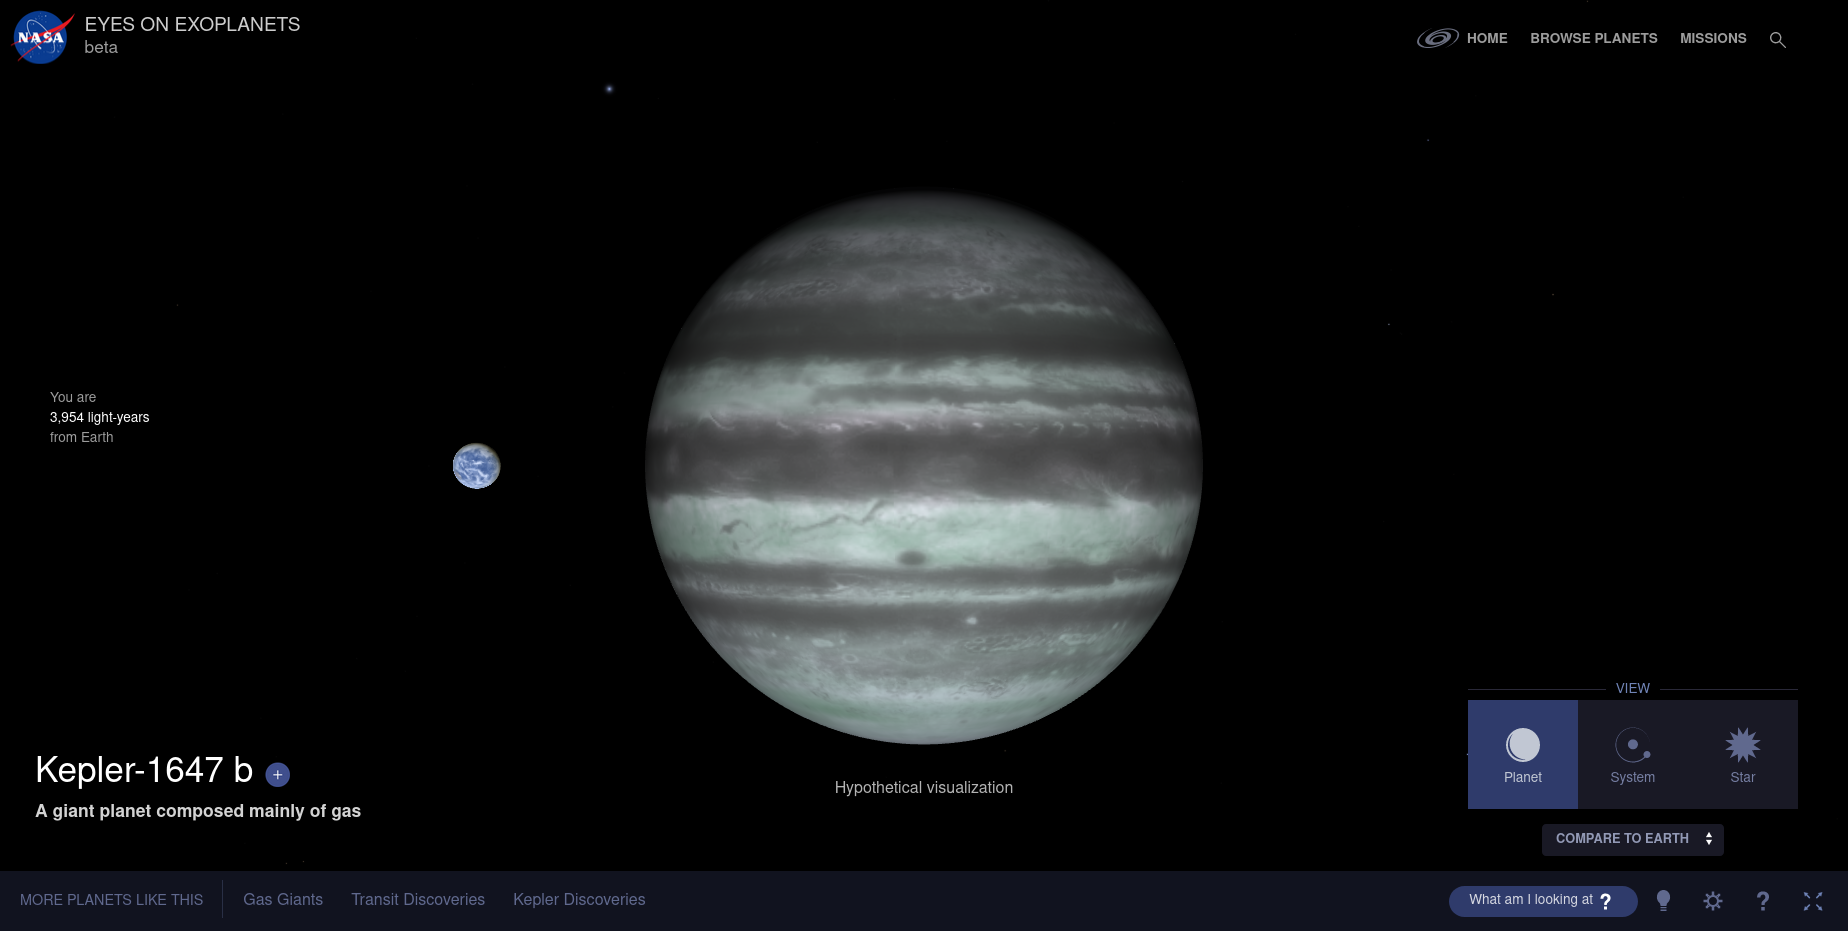 NASA
EYES ON EXOPLANETS
beta
HOME
BROWSE PLANETS
MISSIONS
You are
3,954 light-years
from Earth
Kepler-1647 b +
A giant planet composed mainly of gas
Hypothetical visualization
VIEW
Planet
System
Star
COMPARE TO EARTH
MORE PLANETS LIKE THIS
Gas Giants
Transit Discoveries
Kepler Discoveries
What am I looking at ?
?